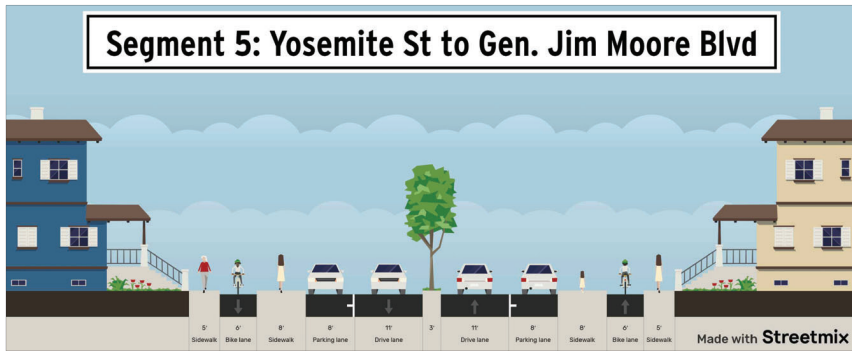 Segment 5: Yosemite St to Gen. Jim Moore Blvd
5' 6' 8' 8' 11' 3' 11' 8' 8' 6' 5'
Sidewalk Bike lane Sidewalk Parking lane Drive lane Drive lane Parking lane Sidewalk Bike lane Sidewalk
Made with Streetmix